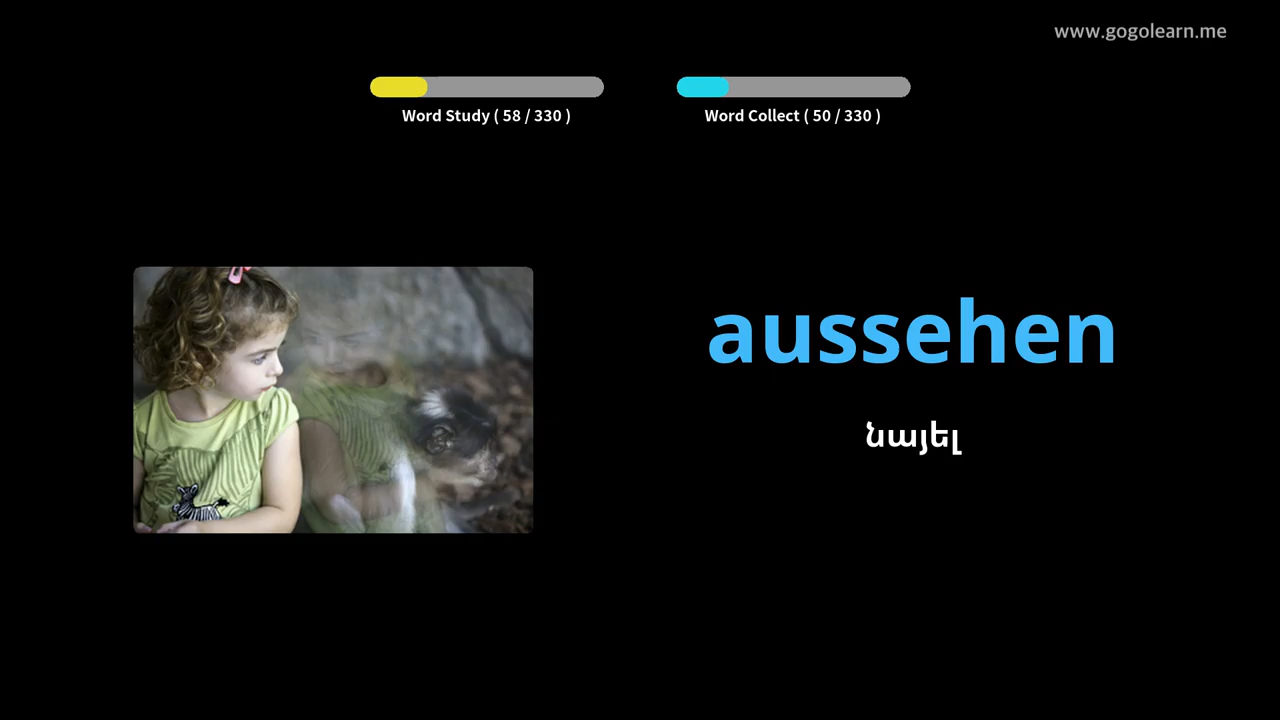 www.gogolearn.me
Word Study ( 58 / 330 )
Word Collect ( 50 / 330 )
aussehen
նայել